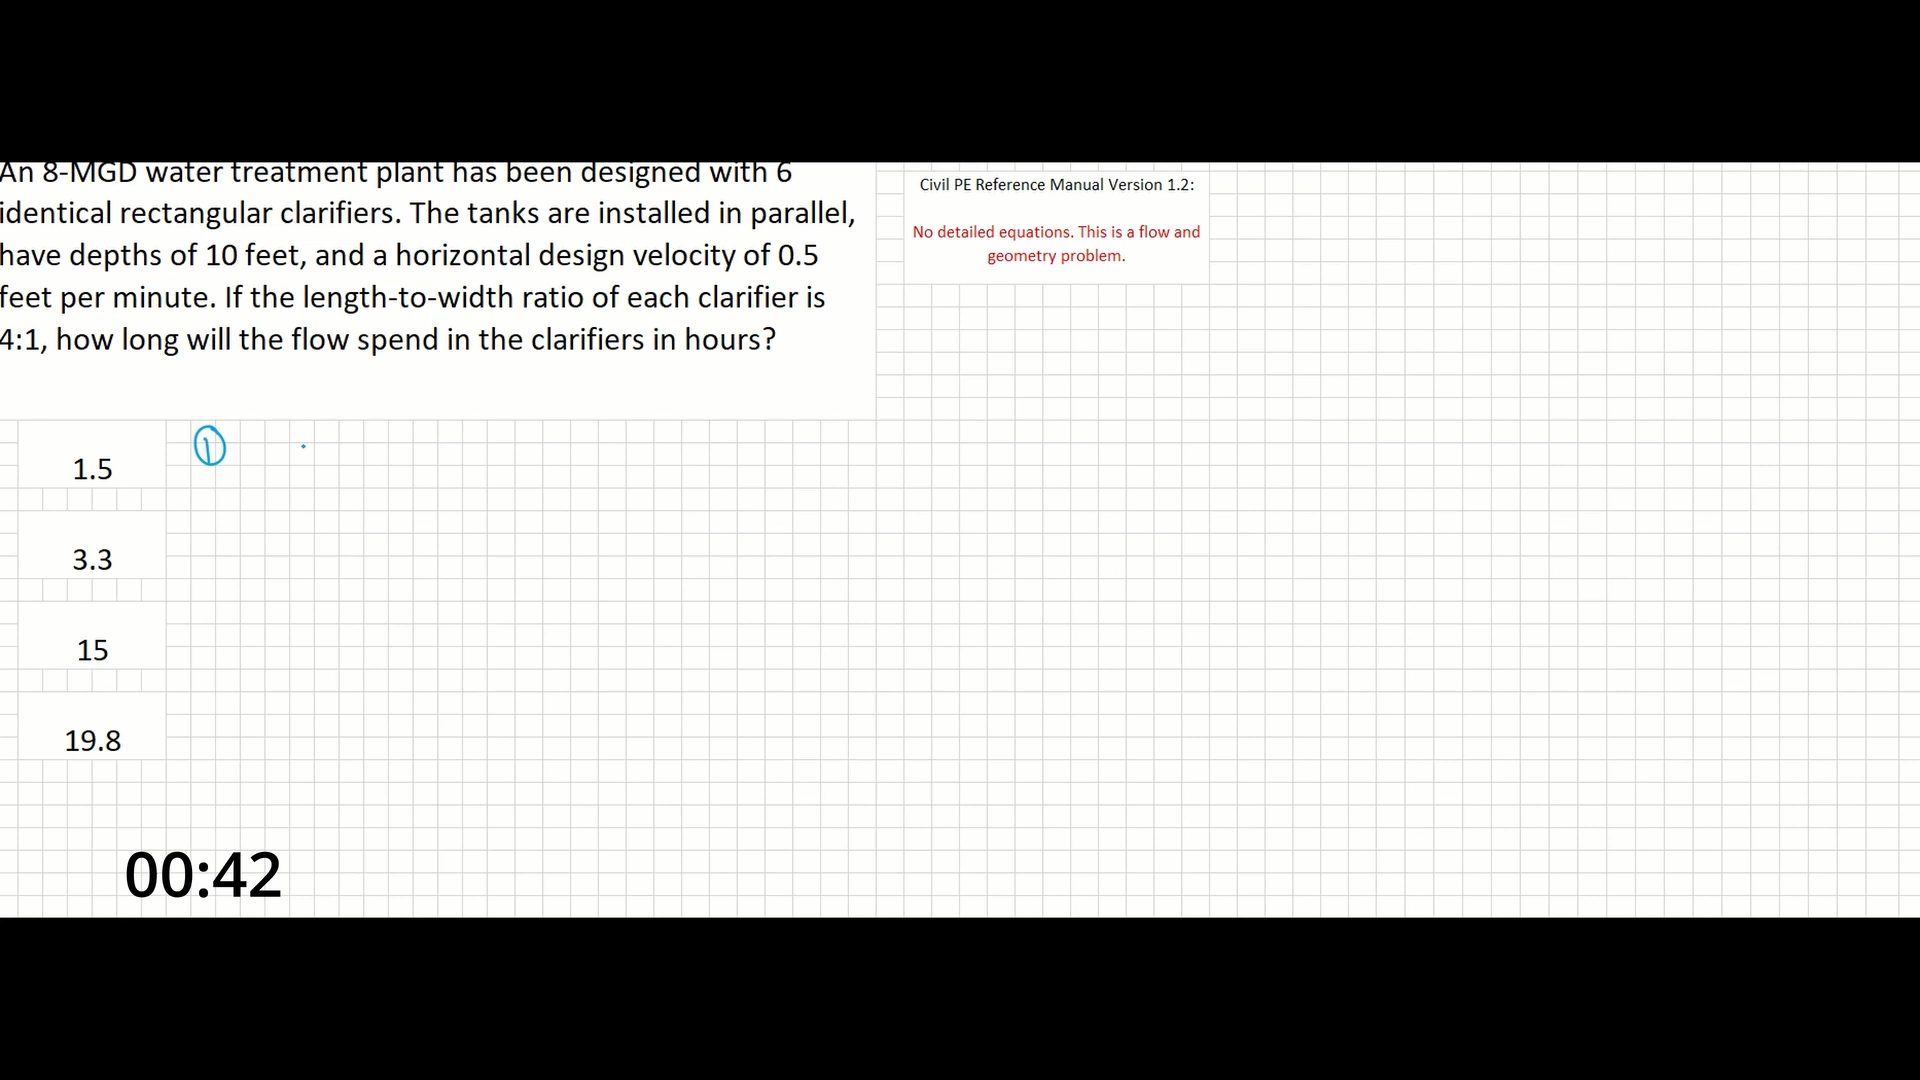 An 8-MGD water treatment plant has been designed with 6
identical rectangular clarifiers. The tanks are installed in parallel,
have depths of 10 feet, and a horizontal design velocity of 0.5
feet per minute. If the length-to-width ratio of each clarifier is
4:1, how long will the flow spend in the clarifiers in hours?
Civil PE Reference Manual Version 1.2:
No detailed equations. This is a flow and
geometry problem.
1
1.5
3.3
15
19.8
00:42